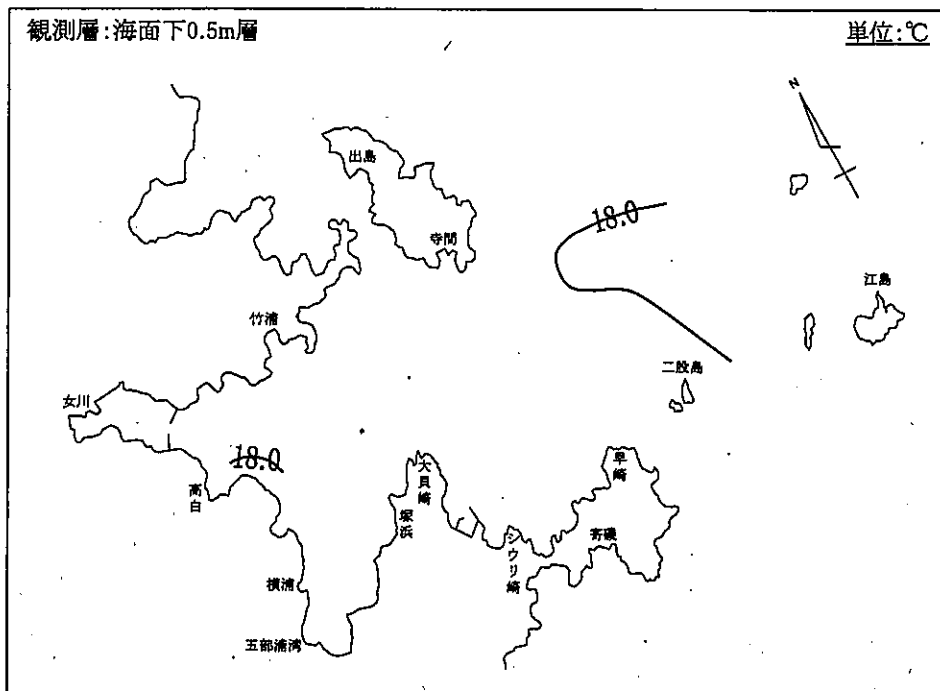 観測層:海面下0.5m層
単位:℃
N
出島
寺間
18.0
江島
竹浦
二股島
女川
18.0
高白
大貝崎
塚浜
早崎
シウリ崎
寄磯
横浦
五部浦湾